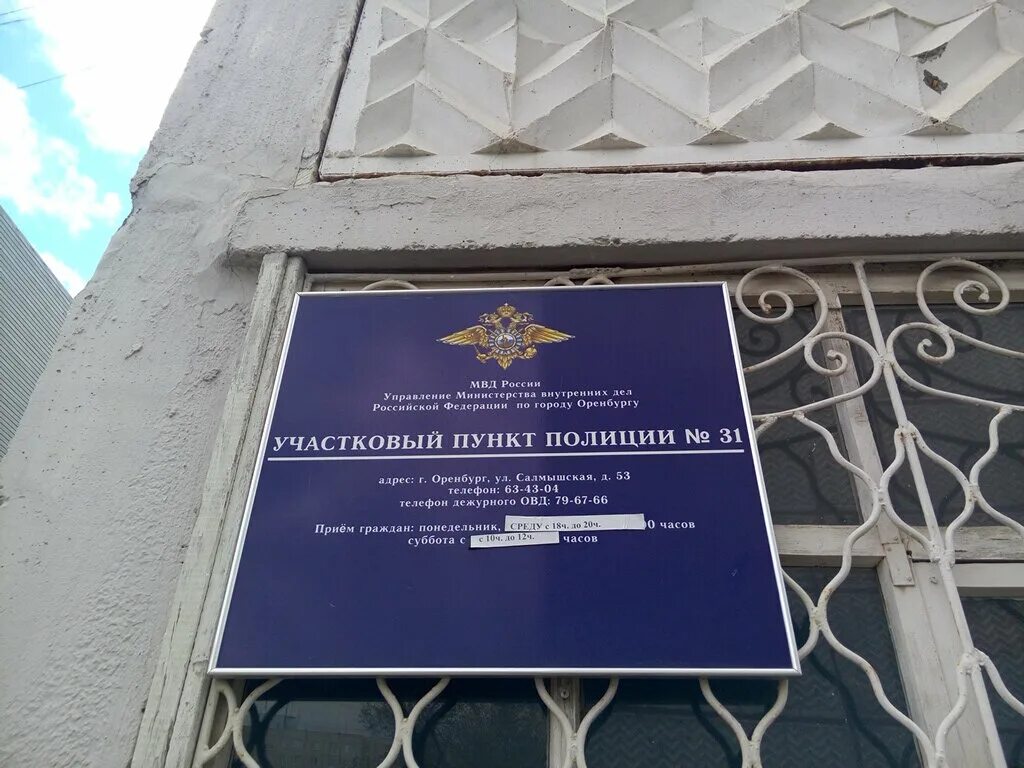 МВД России
Управление Министерства внутренних дел
Российской Федерации по городу Оренбургу
УЧАСТКОВЫЙ ПУНКТ ПОЛИЦИИ № 31
адрес: г. Оренбург, ул. Салмышская, д. 53
телефон: 63-43-04
телефон дежурного ОВД: 79-67-66
Приём граждан: понедельник, СРЕДУ с 18ч. до 20ч. 00 часов
суббота с с 10ч. до 12ч. часов